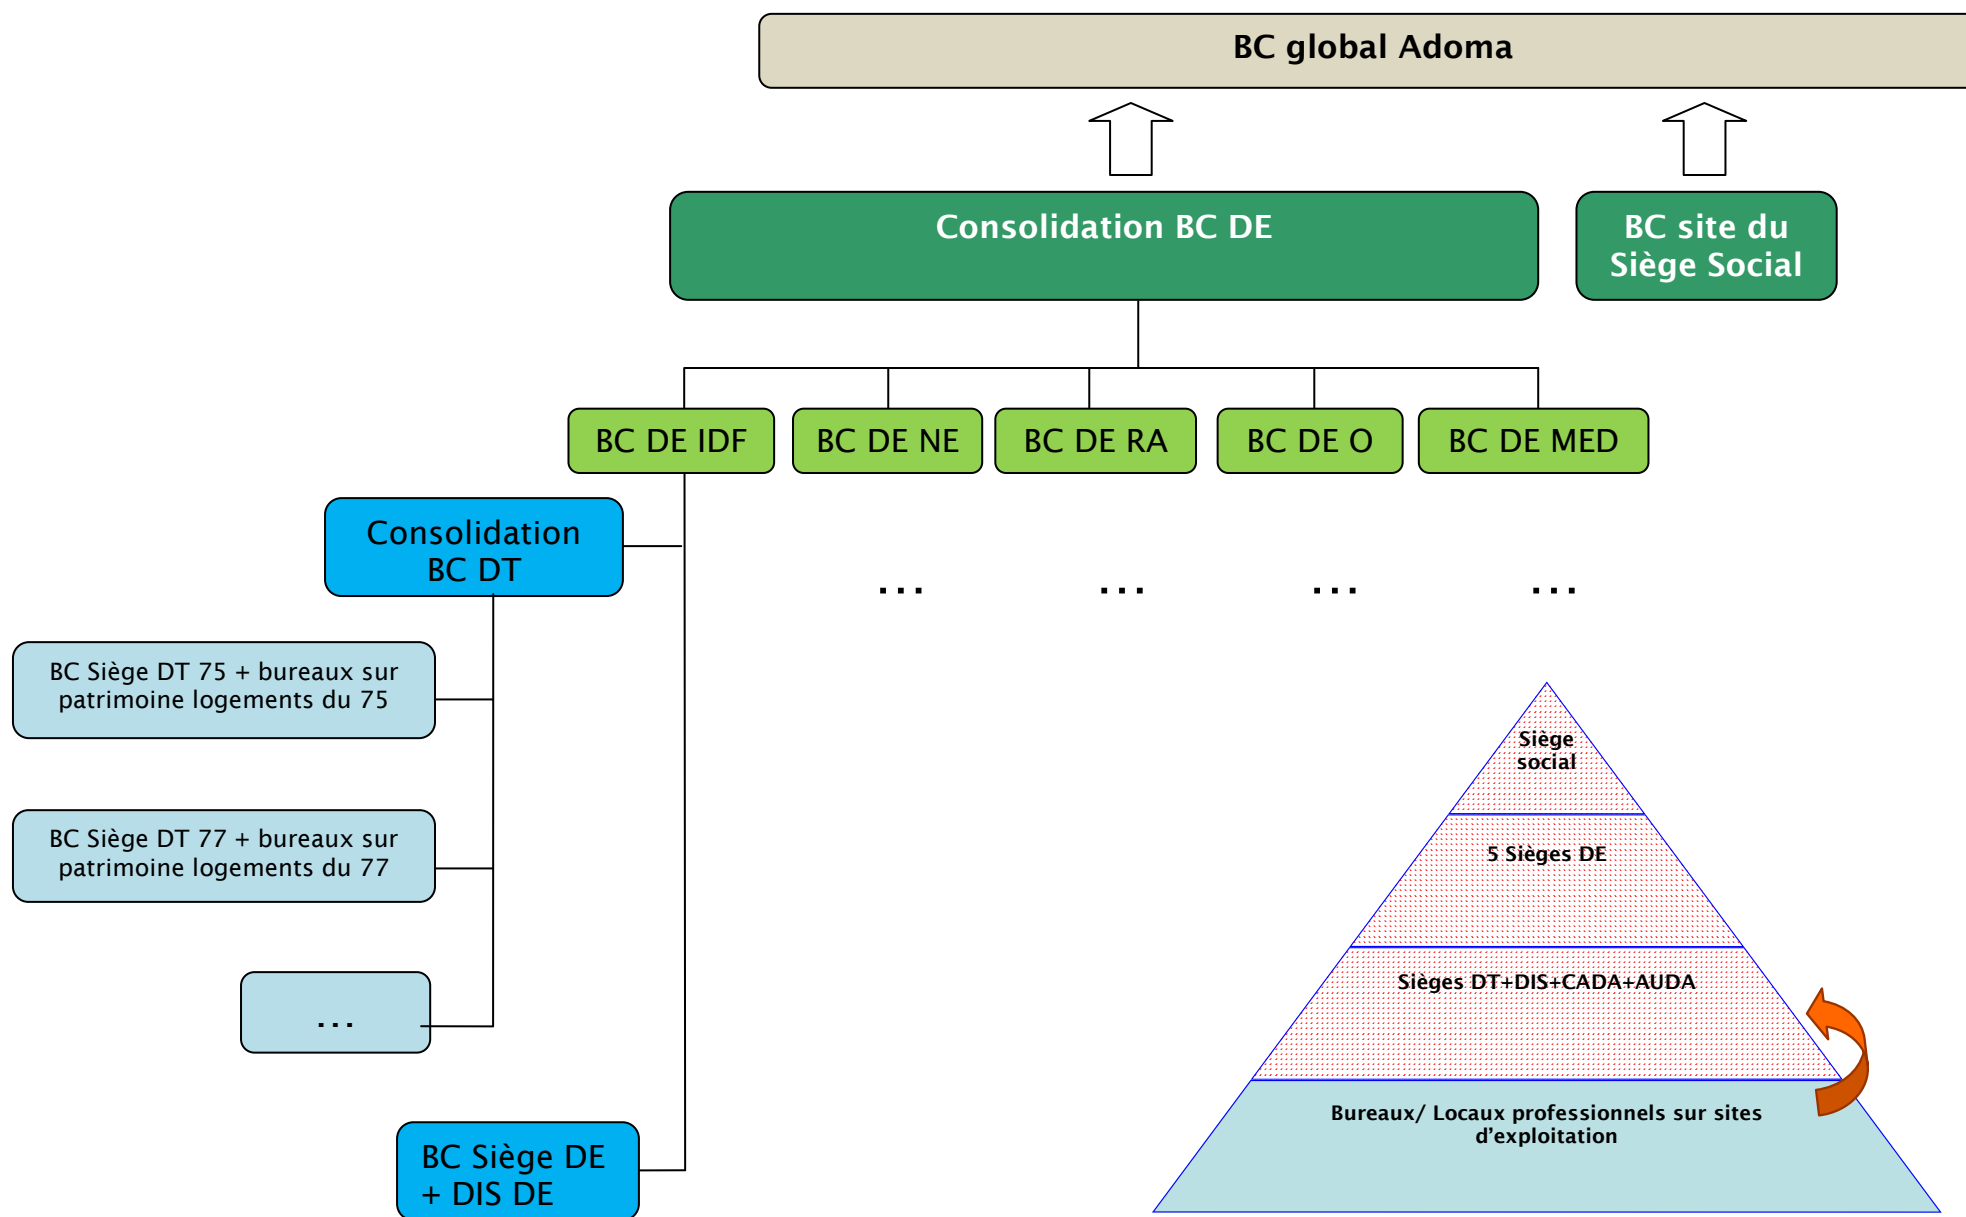 BC global Adoma
Consolidation BC DE
BC site du
Siège Social
BC DE IDF
BC DE NE
BC DE RA
BC DE O
BC DE MED
Consolidation
BC DT
...
...
...
...
BC Siège DT 75 + bureaux sur
patrimoine logements du 75
BC Siège DT 77 + bureaux sur
patrimoine logements du 77
...
BC Siège DE
+ DIS DE
Siège
social
5 Sièges DE
Sièges DT+DIS+CADA+AUDA
Bureaux/ Locaux professionnels sur sites
d’exploitation